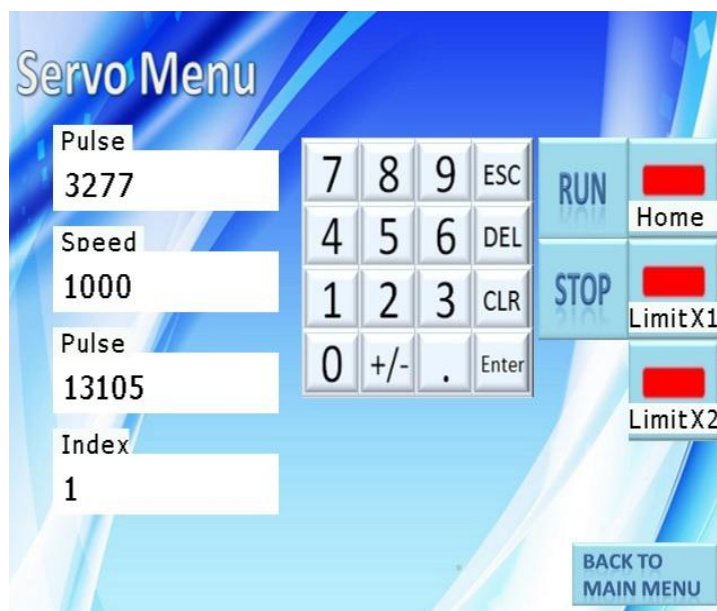 Servo Menu
Pulse
3277
Speed
1000
Pulse
13105
Index
1
7 8 9 ESC
4 5 6 DEL
1 2 3 CLR
0 +/- . Enter
RUN
STOP
Home
LimitX1
LimitX2
BACK TO
MAIN MENU